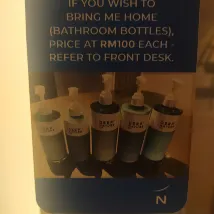 IF YOU WISH TO
BRING ME HOME
(BATHROOM BOTTLES),
PRICE AT RM100 EACH -
REFER TO FRONT DESK.
N